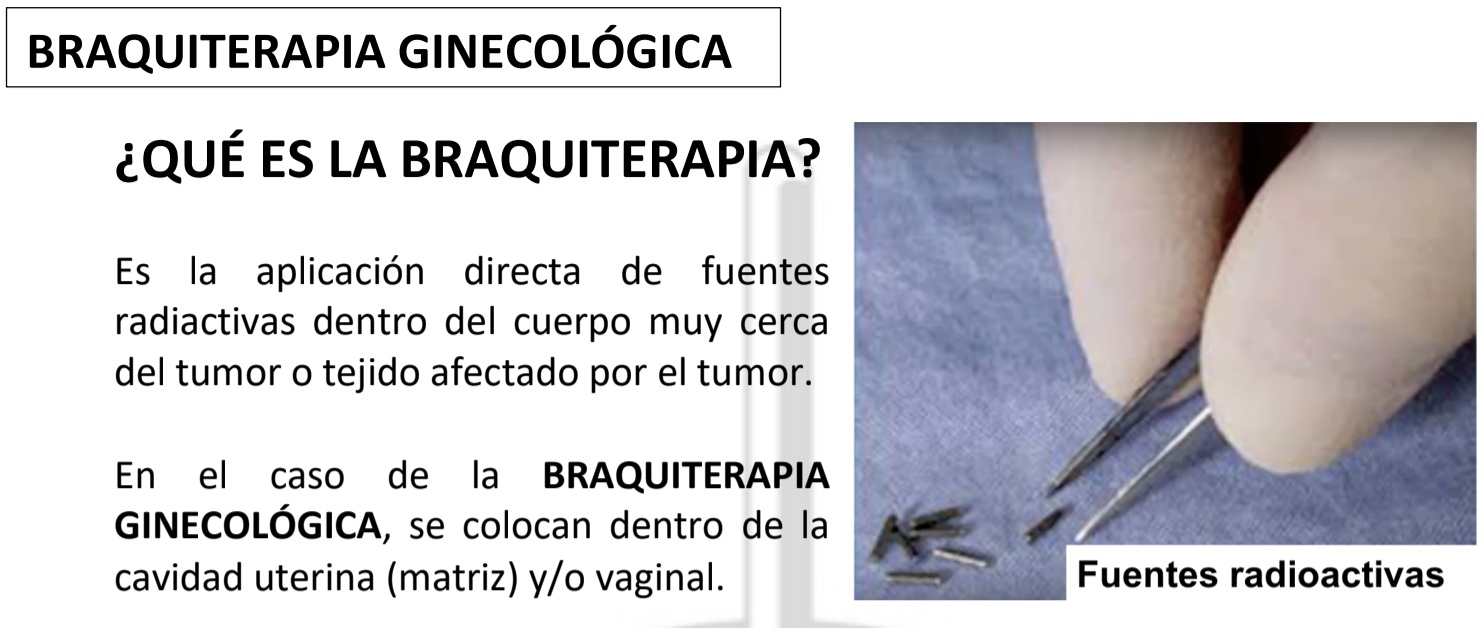 BRAQUITERAPIA GINECOLÓGICA
¿QUÉ ES LA BRAQUITERAPIA?
Es la aplicación directa de fuentes
radiactivas dentro del cuerpo muy cerca
del tumor o tejido afectado por el tumor.
En el caso de la BRAQUITERAPIA
GINECOLÓGICA, se colocan dentro de la
cavidad uterina (matriz) y/o vaginal.
Fuentes radioactivas